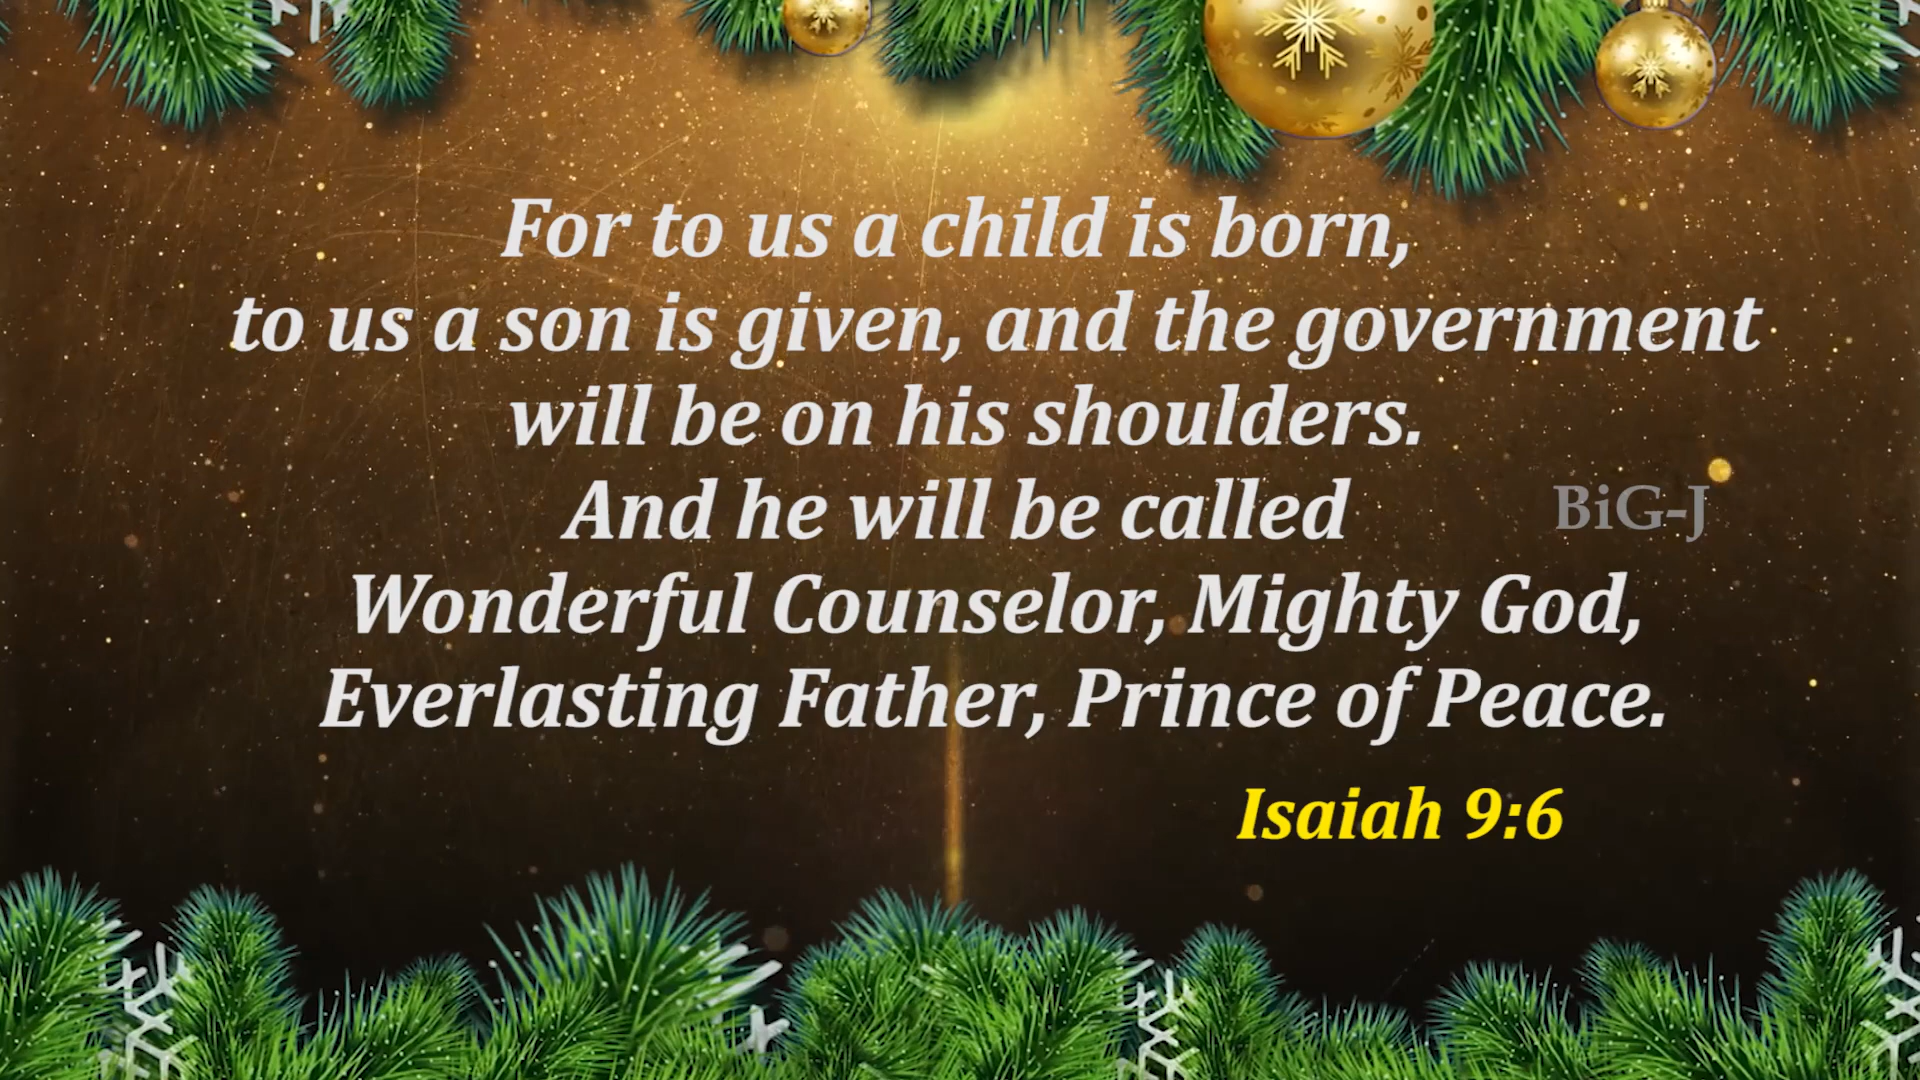 For to us a child is born,
to us a son is given, and the government
will be on his shoulders.
And he will be called
BiG-J
Wonderful Counselor, Mighty God,
Everlasting Father, Prince of Peace.
Isaiah 9:6